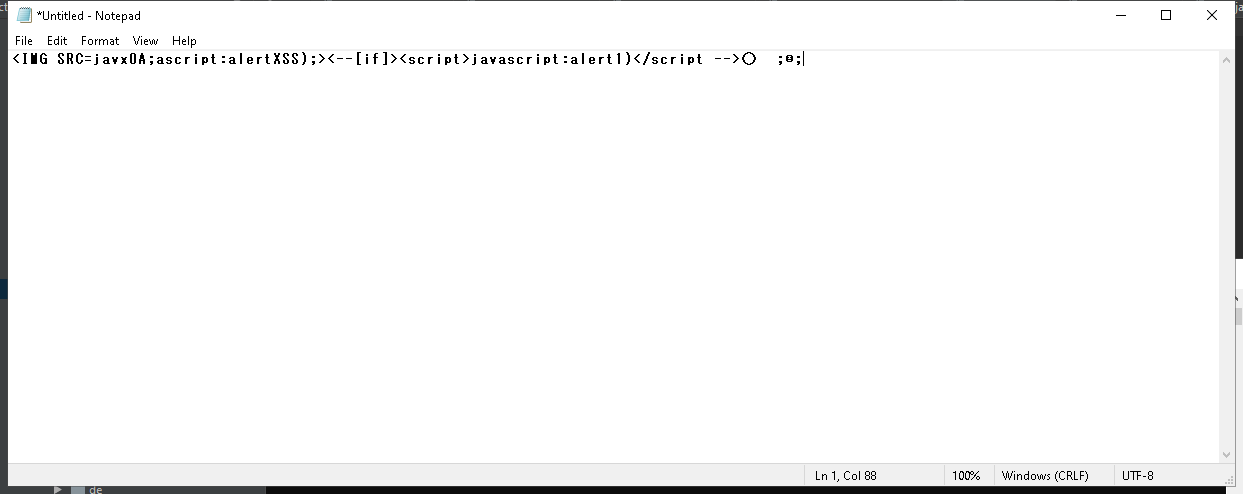 *Untitled - Notepad
File Edit Format View Help
<IMG SRC=javx0A;ascript:alertXSS);><--[if]><script>javascript:alert1)</script -->○ ;®;
Ln 1, Col 88 100% Windows (CRLF) UTF-8
de